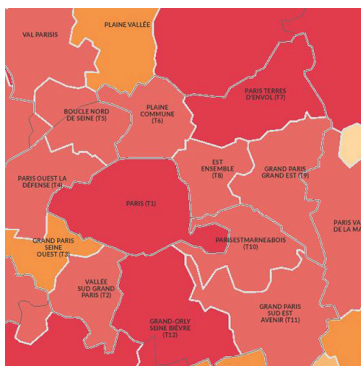 PLAINE VALLÉE
VAL PARISIS
PARIS TERRES
D'ENVOL (T7)
BOUCLE NORD
DE SEINE (T5)
PLAINE
COMMUNE
(T6)
EST
ENSEMBLE
(T8)
GRAND PARIS
GRAND EST (T9)
PARIS OUEST LA
DÉFENSE (T4)
PARIS (T1)
PARIS VA
DE LA MA
GRAND PARIS
SEINE
OUEST (T3)
PARISESTMARNE&BOIS
(T10)
VALLÉE
SUD GRAND
PARIS (T2)
GRAND-ORLY
SEINE BIÈVRE
(T12)
GRAND PARIS
SUD EST
AVENIR (T11)